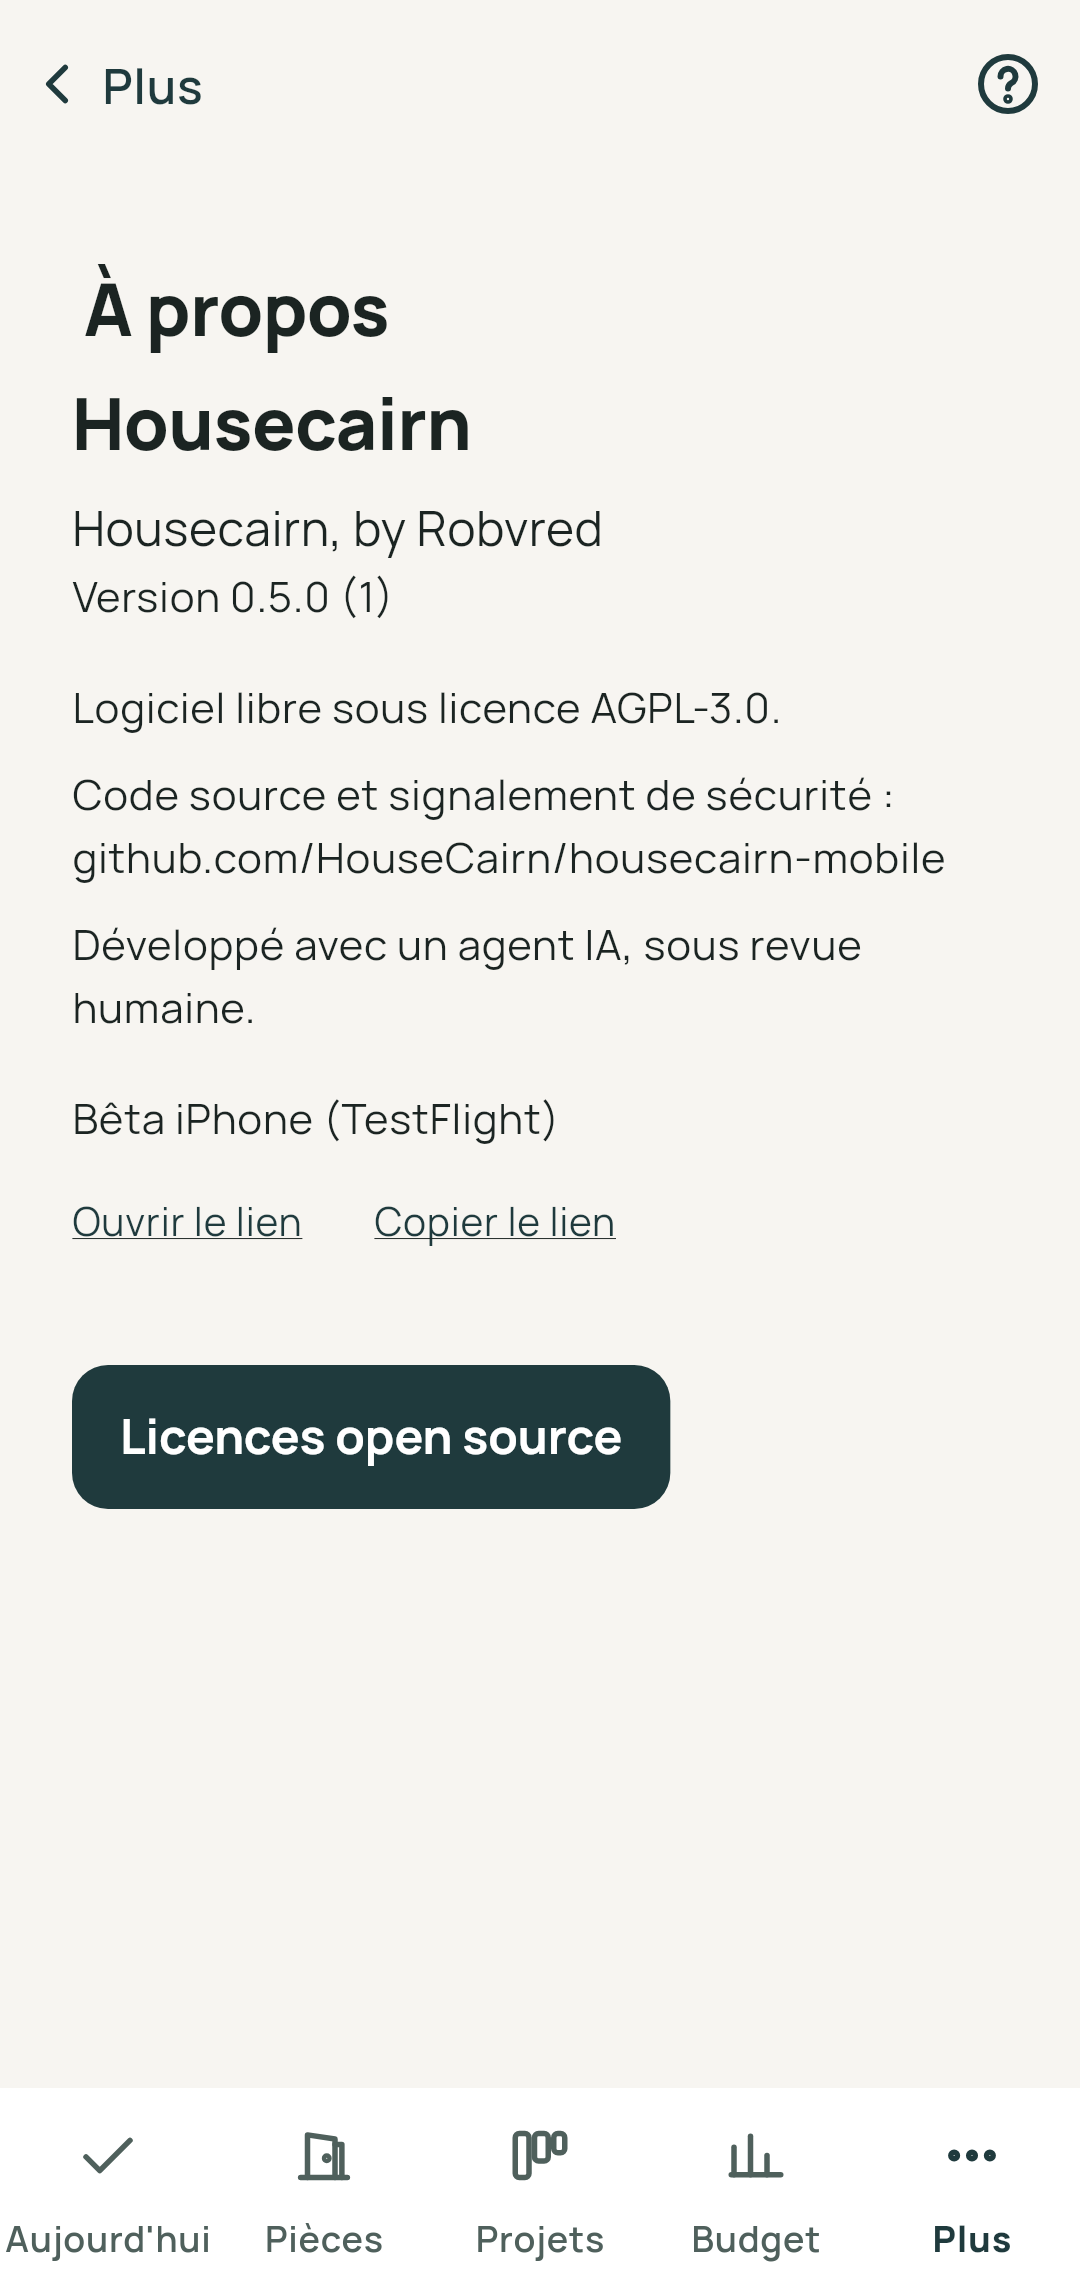 Plus
À propos
Housecairn
Housecairn, by Robvred
Version 0.5.0 (1)
Logiciel libre sous licence AGPL-3.0.
Code source et signalement de sécurité :
github.com/HouseCairn/housecairn-mobile
Développé avec un agent IA, sous revue
humaine.
Bêta iPhone (TestFlight)
Ouvrir le lien Copier le lien
Licences open source
Aujourd'hui Pièces Projets Budget Plus